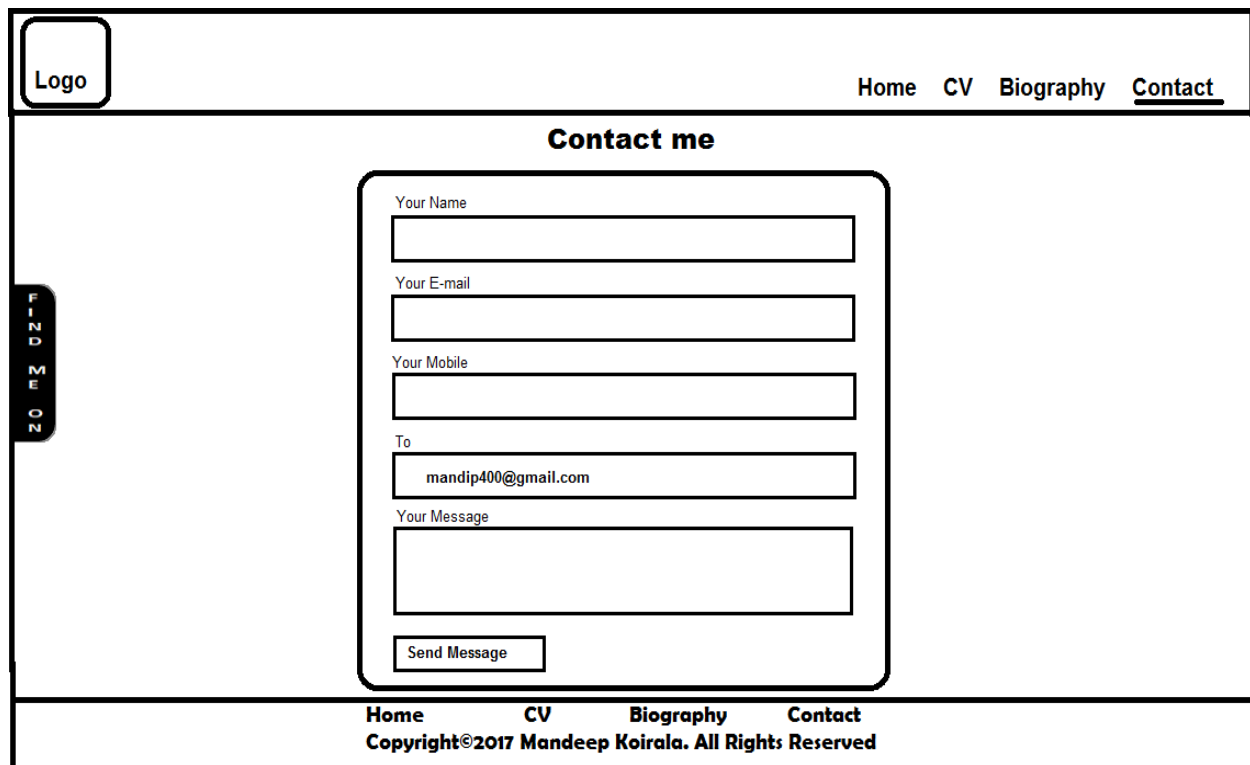 Logo
Home CV Biography Contact
Contact me
Your Name
Your E-mail
Your Mobile
FIND ME ON
To
mandip400@gmail.com
Your Message
Send Message
Home CV Biography Contact
Copyright©2017 Mandeep Koirala. All Rights Reserved